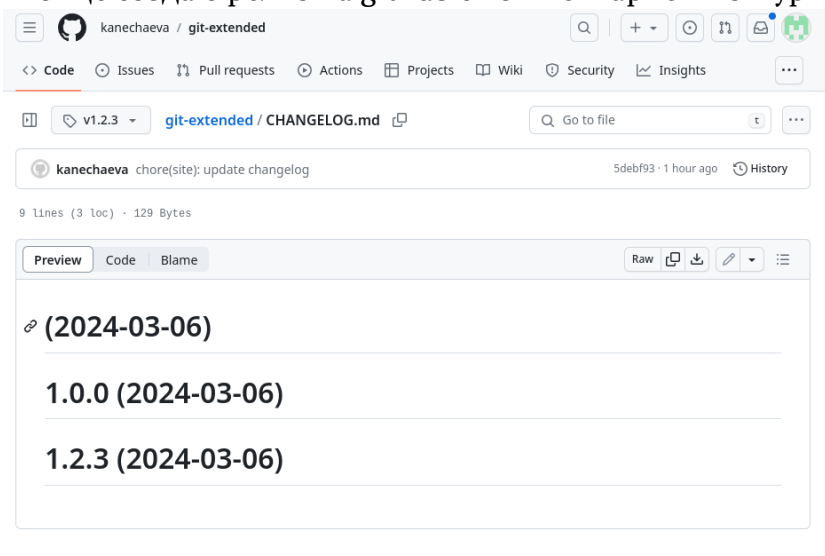 kanechaeva / git-extended
Code Issues Pull requests Actions Projects Wiki Security Insights
v1.2.3 git-extended / CHANGELOG.md Go to file t
kanechaeva chore(site): update changelog 5debf93 · 1 hour ago History
9 lines (3 loc) · 129 Bytes
Preview Code Blame Raw
(2024-03-06)
1.0.0 (2024-03-06)
1.2.3 (2024-03-06)